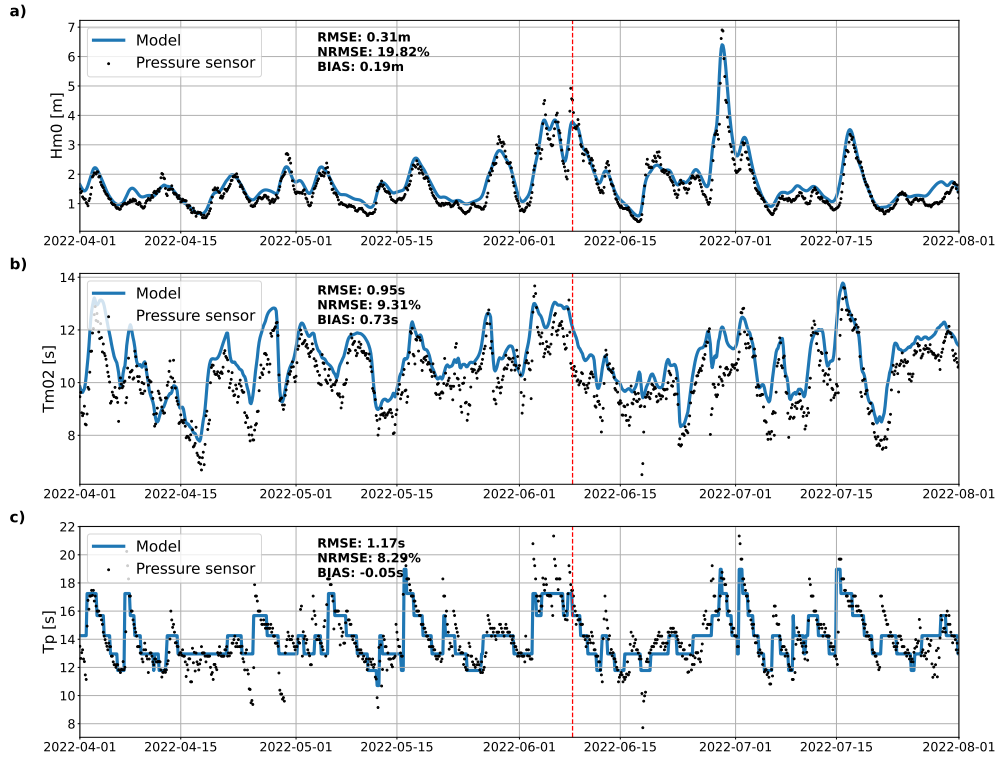 a)
Hm0 [m]
7
6
5
4
3
2
1
Model
Pressure sensor
RMSE: 0.31m
NRMSE: 19.82%
BIAS: 0.19m
2022-04-01 2022-04-15 2022-05-01 2022-05-15 2022-06-01 2022-06-15 2022-07-01 2022-07-15 2022-08-01
b)
Tm02 [s]
14
12
10
8
Model
Pressure sensor
RMSE: 0.95s
NRMSE: 9.31%
BIAS: 0.73s
2022-04-01 2022-04-15 2022-05-01 2022-05-15 2022-06-01 2022-06-15 2022-07-01 2022-07-15 2022-08-01
c)
Tp [s]
22
20
18
16
14
12
10
8
Model
Pressure sensor
RMSE: 1.17s
NRMSE: 8.29%
BIAS: -0.05s
2022-04-01 2022-04-15 2022-05-01 2022-05-15 2022-06-01 2022-06-15 2022-07-01 2022-07-15 2022-08-01